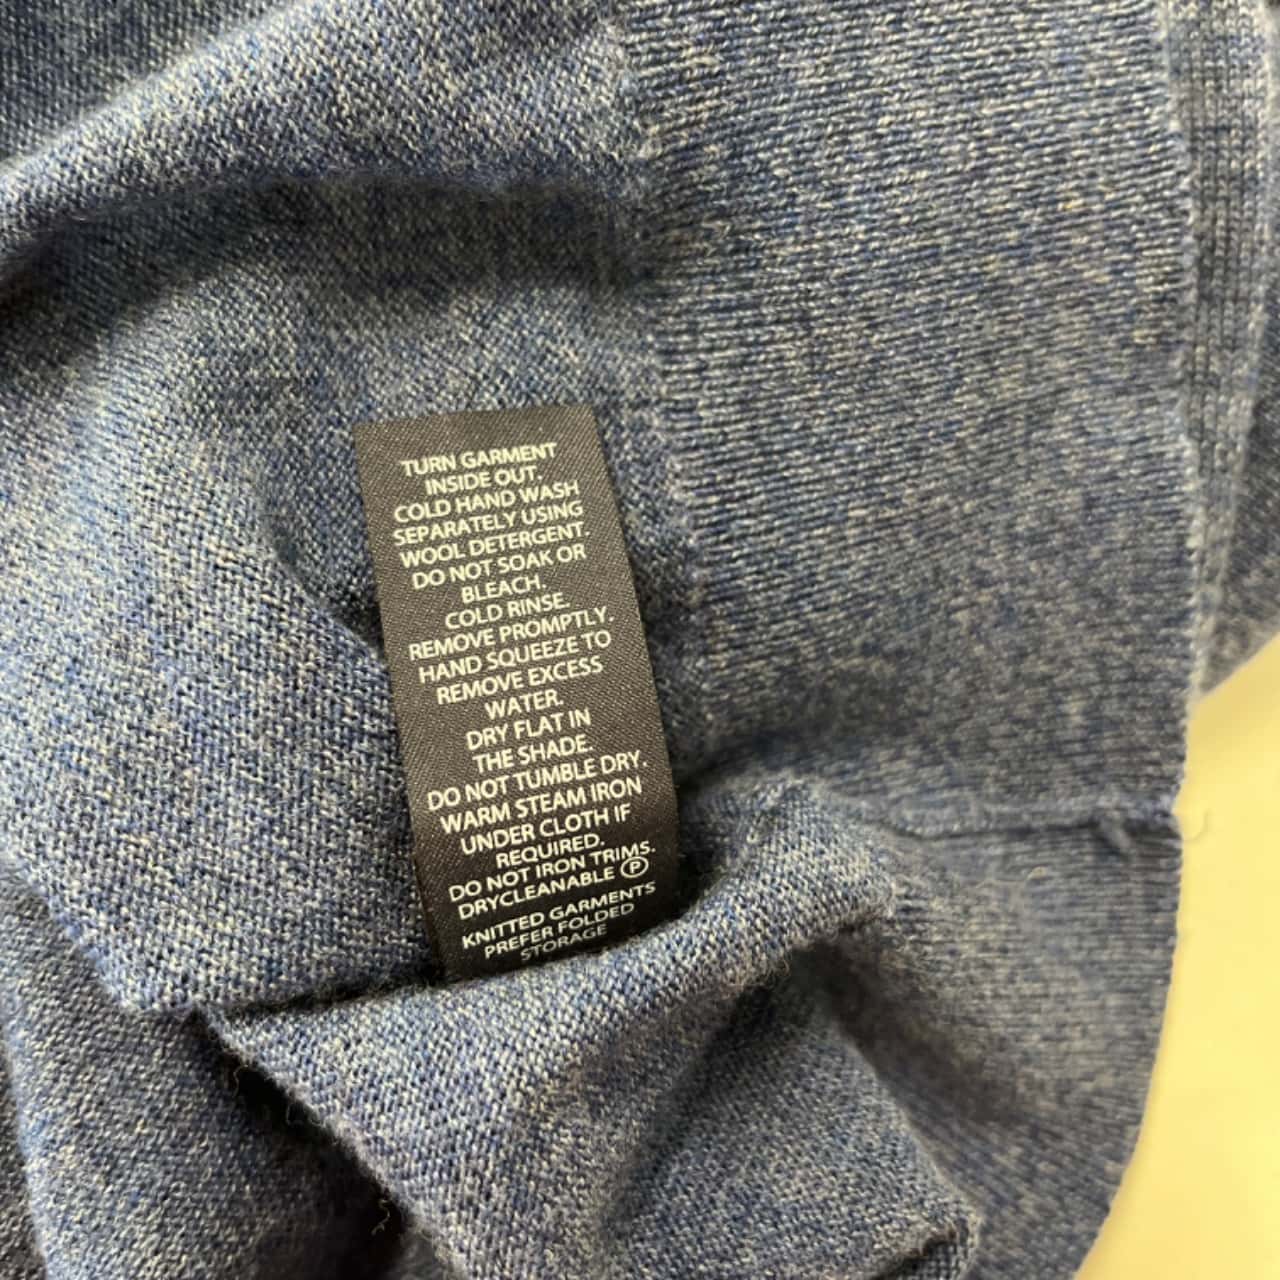 TURN GARMENT
INSIDE OUT.
COLD HAND WASH
SEPARATELY USING
WOOL DETERGENT.
DO NOT SOAK OR
BLEACH.
COLD RINSE.
REMOVE PROMPTLY.
HAND SQUEEZE TO
REMOVE EXCESS
WATER.
DRY FLAT IN
THE SHADE.
DO NOT TUMBLE DRY.
WARM STEAM IRON
UNDER CLOTH IF
REQUIRED.
DO NOT IRON TRIMS.
DRYCLEANABLE Ⓟ
KNITTED GARMENTS
PREFER FOLDED
STORAGE